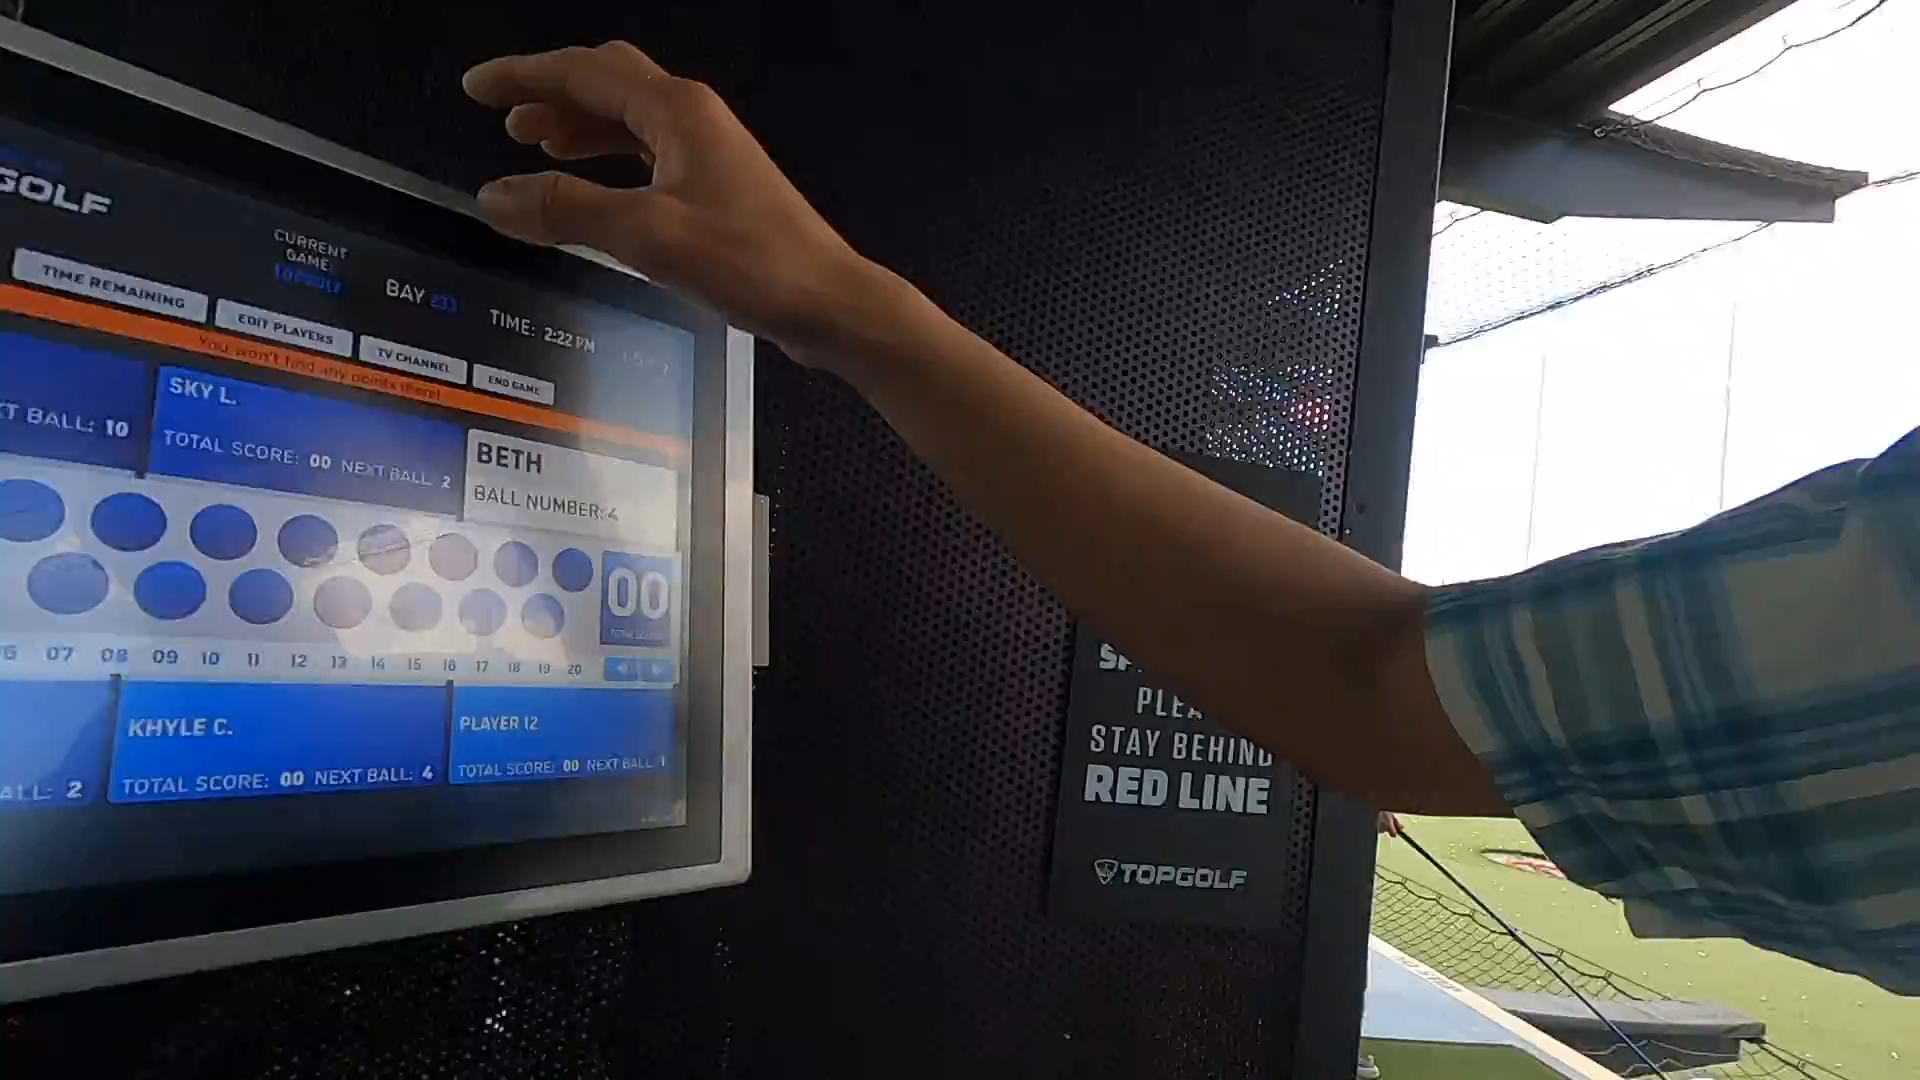 GOLF
CURRENT
GAME:
TOPGOLF
BAY 233
TIME: 2:22 PM
TIME REMAINING
EDIT PLAYERS
TV CHANNEL
END GAME
You won't find any points there!
BALL: 10
SKY L.
TOTAL SCORE: 00 NEXT BALL: 2
BETH
BALL NUMBER: 4
00
07 08 09 10 11 12 13 14 15 16 17 18 19 20
2
KHYLE C.
TOTAL SCORE: 00 NEXT BALL: 4
PLAYER 12
TOTAL SCORE: 00 NEXT BALL: 1
STAY BEHIND
RED LINE
TOPGOLF